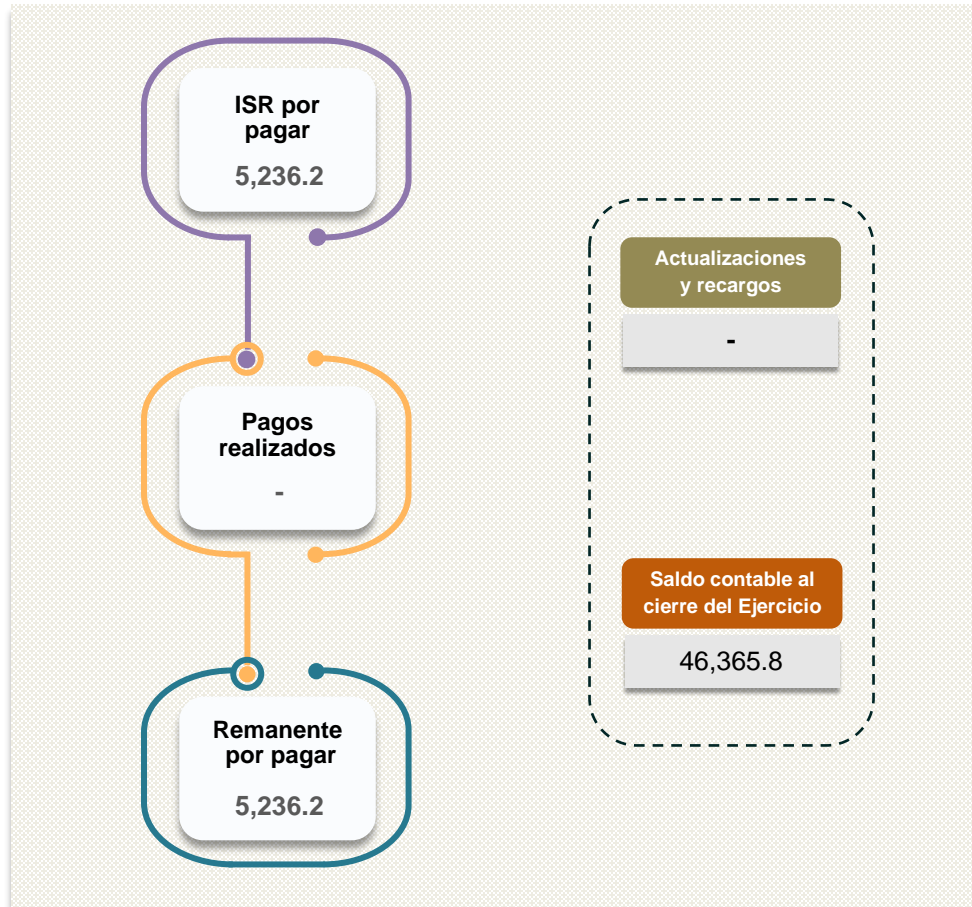 ISR por
pagar
5,236.2
Pagos
realizados
-
Remanente
por pagar
5,236.2
Actualizaciones
y recargos
-
Saldo contable al
cierre del Ejercicio
46,365.8